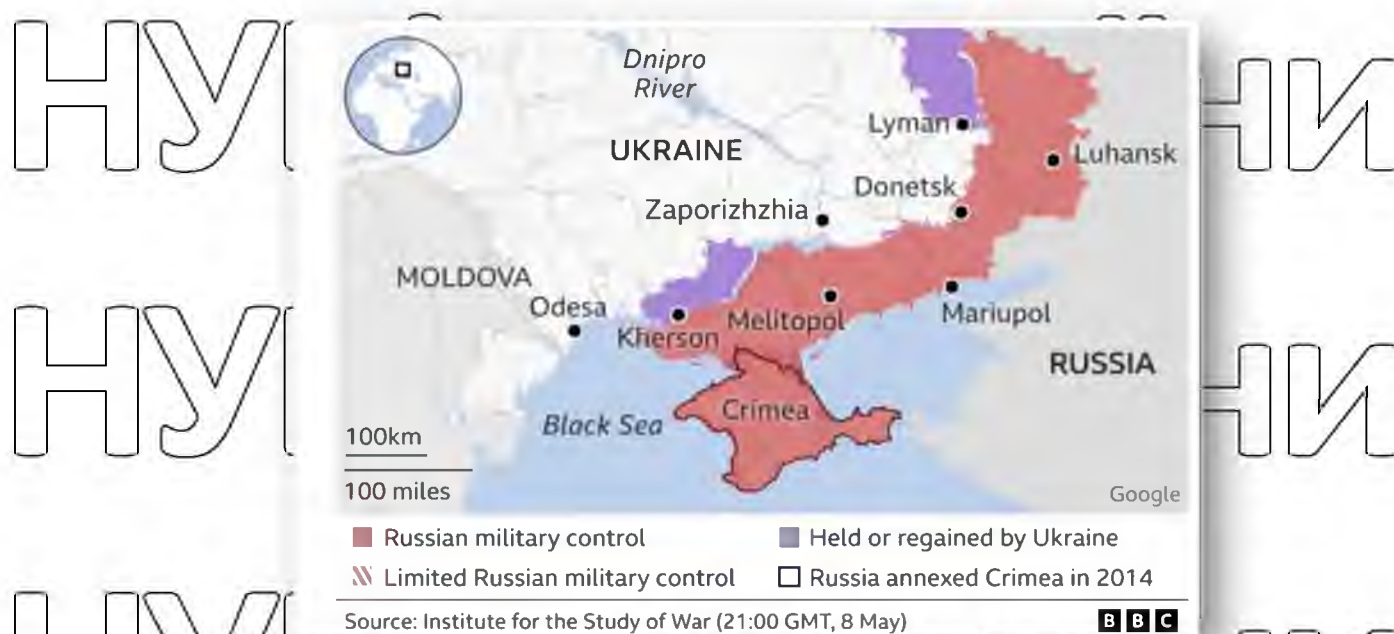 Dnipro
River
UKRAINE
Lyman
Luhansk
Donetsk
Zaporizhzhia
MOLDOVA
Odesa
Kherson
Melitopol
Mariupol
RUSSIA
Crimea
Black Sea
100km
100 miles
Google
Russian military control
Held or regained by Ukraine
Limited Russian military control
Russia annexed Crimea in 2014
Source: Institute for the Study of War (21:00 GMT, 8 May)
BBC